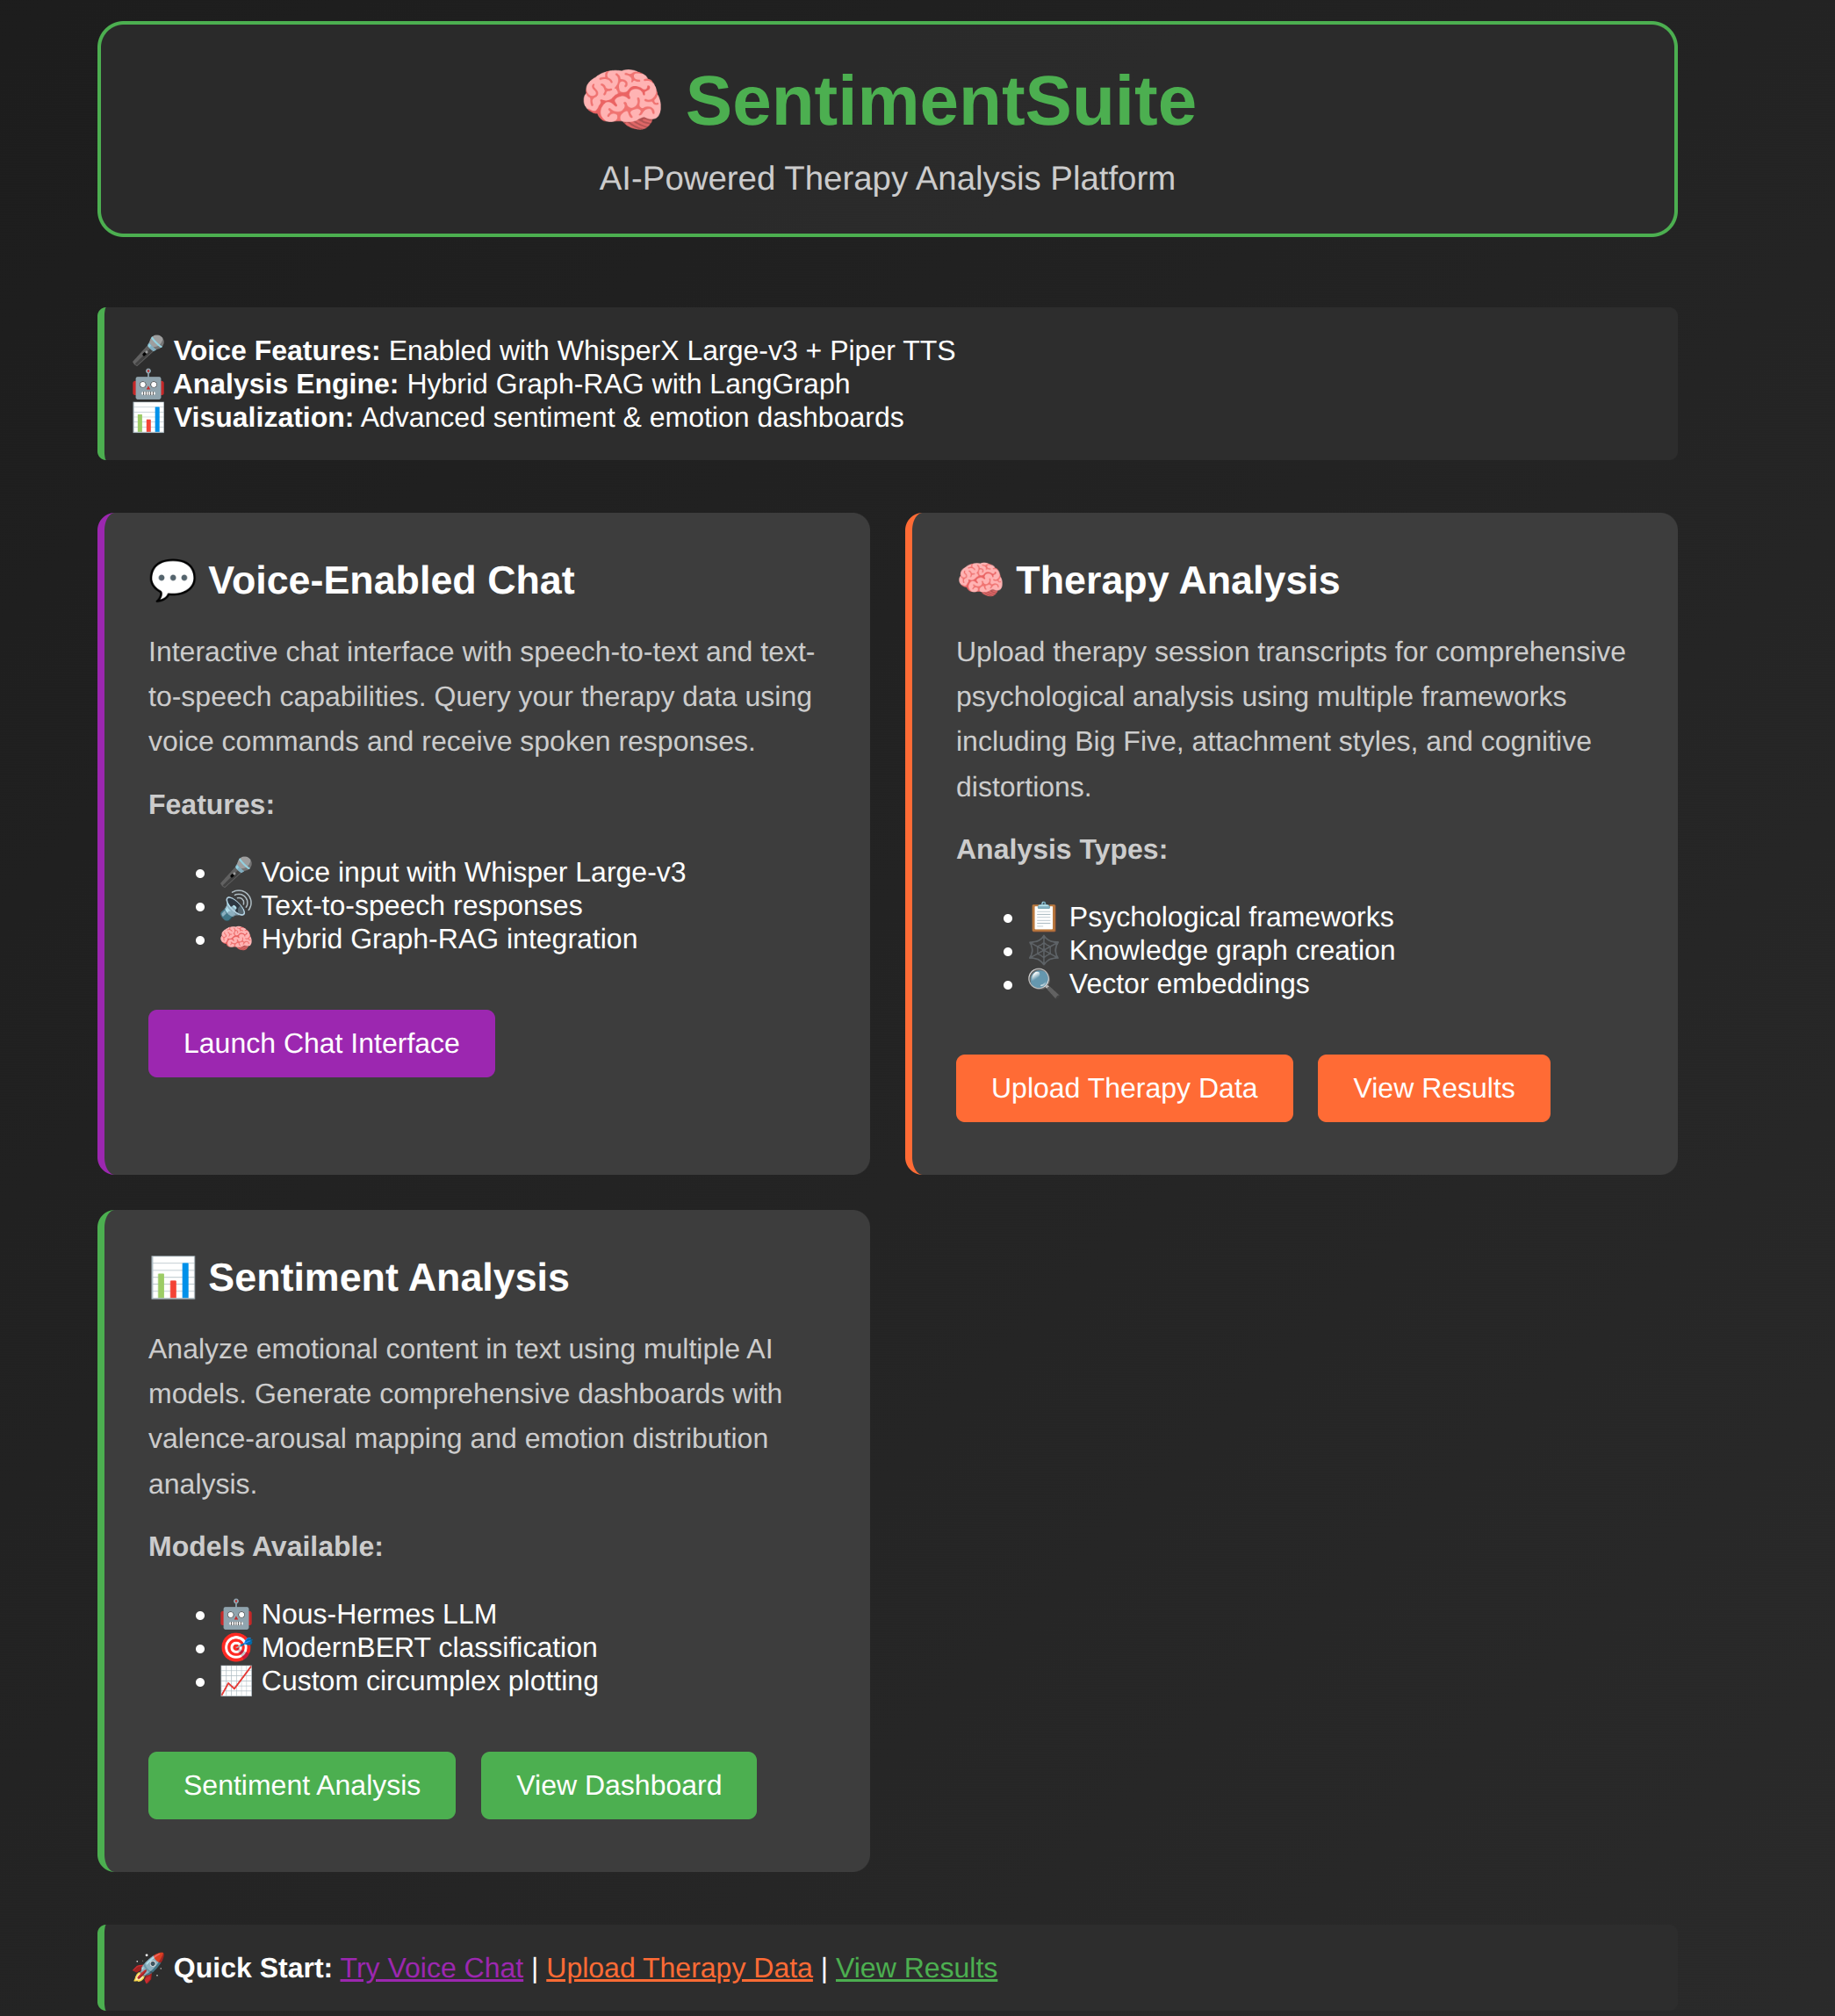 🧠 SentimentSuite
AI-Powered Therapy Analysis Platform
🎤 Voice Features: Enabled with WhisperX Large-v3 + Piper TTS
🤖 Analysis Engine: Hybrid Graph-RAG with LangGraph
📊 Visualization: Advanced sentiment & emotion dashboards
💬 Voice-Enabled Chat
Interactive chat interface with speech-to-text and text-
to-speech capabilities. Query your therapy data using
voice commands and receive spoken responses.
Features:
• 🎤 Voice input with Whisper Large-v3
• 🔊 Text-to-speech responses
• 🧠 Hybrid Graph-RAG integration
Launch Chat Interface
🧠 Therapy Analysis
Upload therapy session transcripts for comprehensive
psychological analysis using multiple frameworks
including Big Five, attachment styles, and cognitive
distortions.
Analysis Types:
• 📋 Psychological frameworks
• 🕸️ Knowledge graph creation
• 🔍 Vector embeddings
Upload Therapy Data
View Results
📊 Sentiment Analysis
Analyze emotional content in text using multiple AI
models. Generate comprehensive dashboards with
valence-arousal mapping and emotion distribution
analysis.
Models Available:
• 🤖 Nous-Hermes LLM
• 🎯 ModernBERT classification
• 📈 Custom circumplex plotting
Sentiment Analysis
View Dashboard
🚀 Quick Start: Try Voice Chat | Upload Therapy Data | View Results